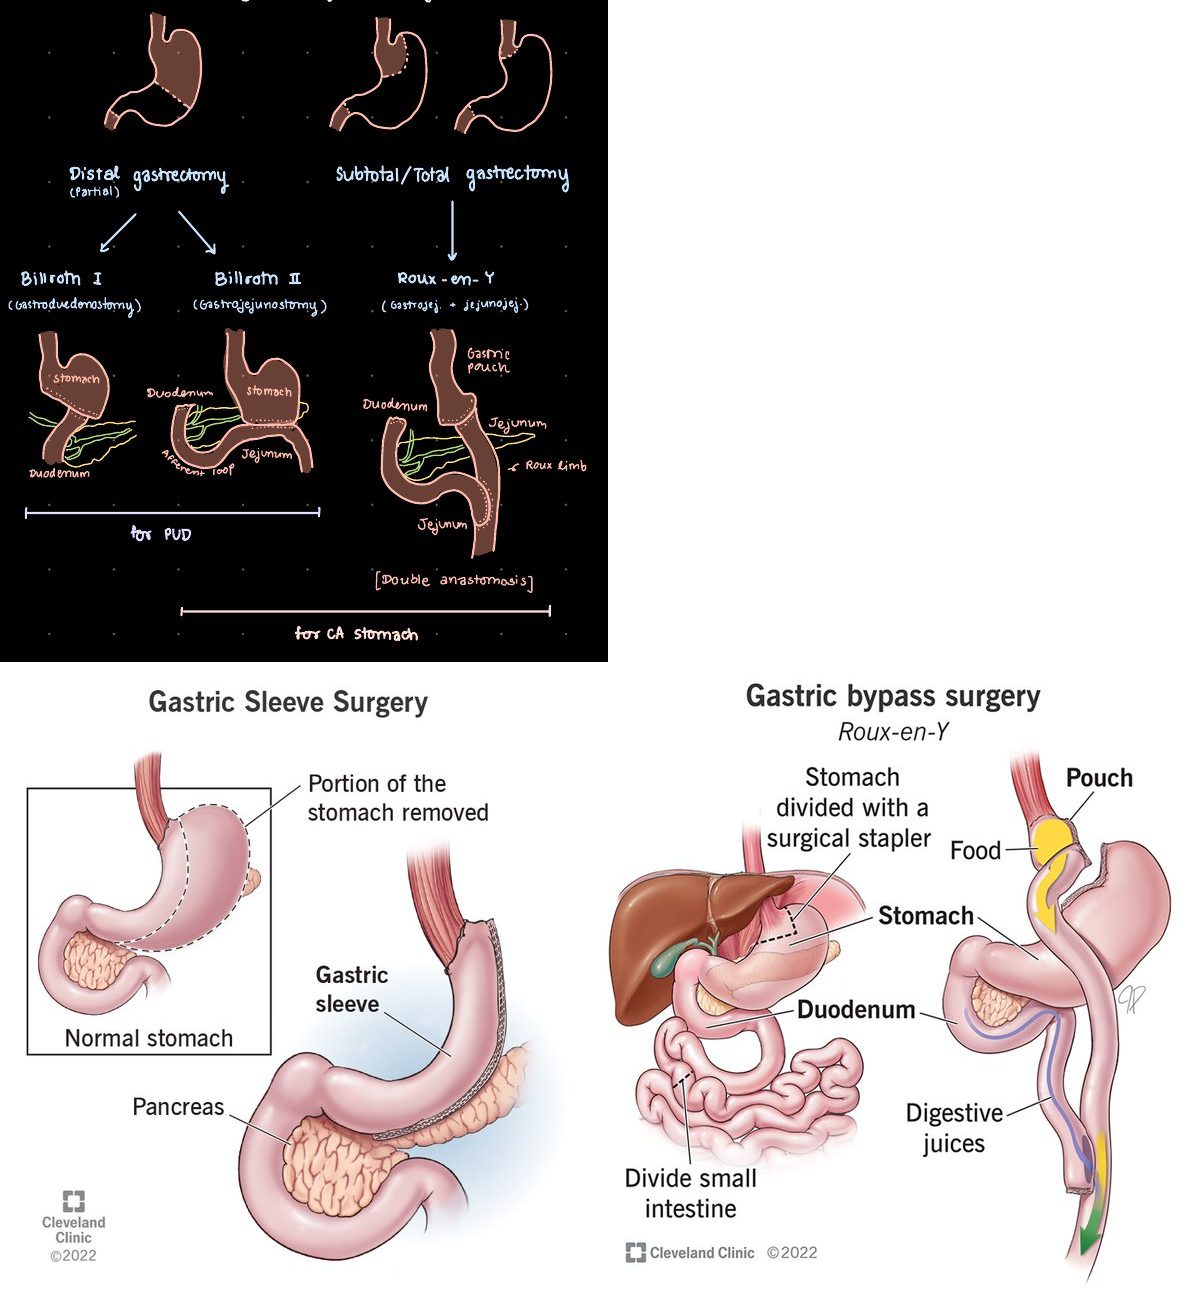 Distal gastrectomy
(Partial)
Subtotal/Total gastrectomy
Billroth I
(Gastroduedonostomy)
Billroth II
(Gastrojejunostomy)
Roux-en-Y
(Gastrojej. + jejunojej.)
Stomach
Duodenum
Duodenum
Stomach
Afferent loop
Jejunum
Gastric
pouch
Duodenum
Jejunum
Roux limb
Jejunum
for PUD
[Double anastomosis]
for CA stomach
Gastric Sleeve Surgery
Portion of the
stomach removed
Normal stomach
Gastric
sleeve
Pancreas
Cleveland
Clinic
©2022
Gastric bypass surgery
Roux-en-Y
Stomach
divided with a
surgical stapler
Pouch
Food
Stomach
Duodenum
Digestive
juices
Divide small
intestine
Cleveland Clinic ©2022